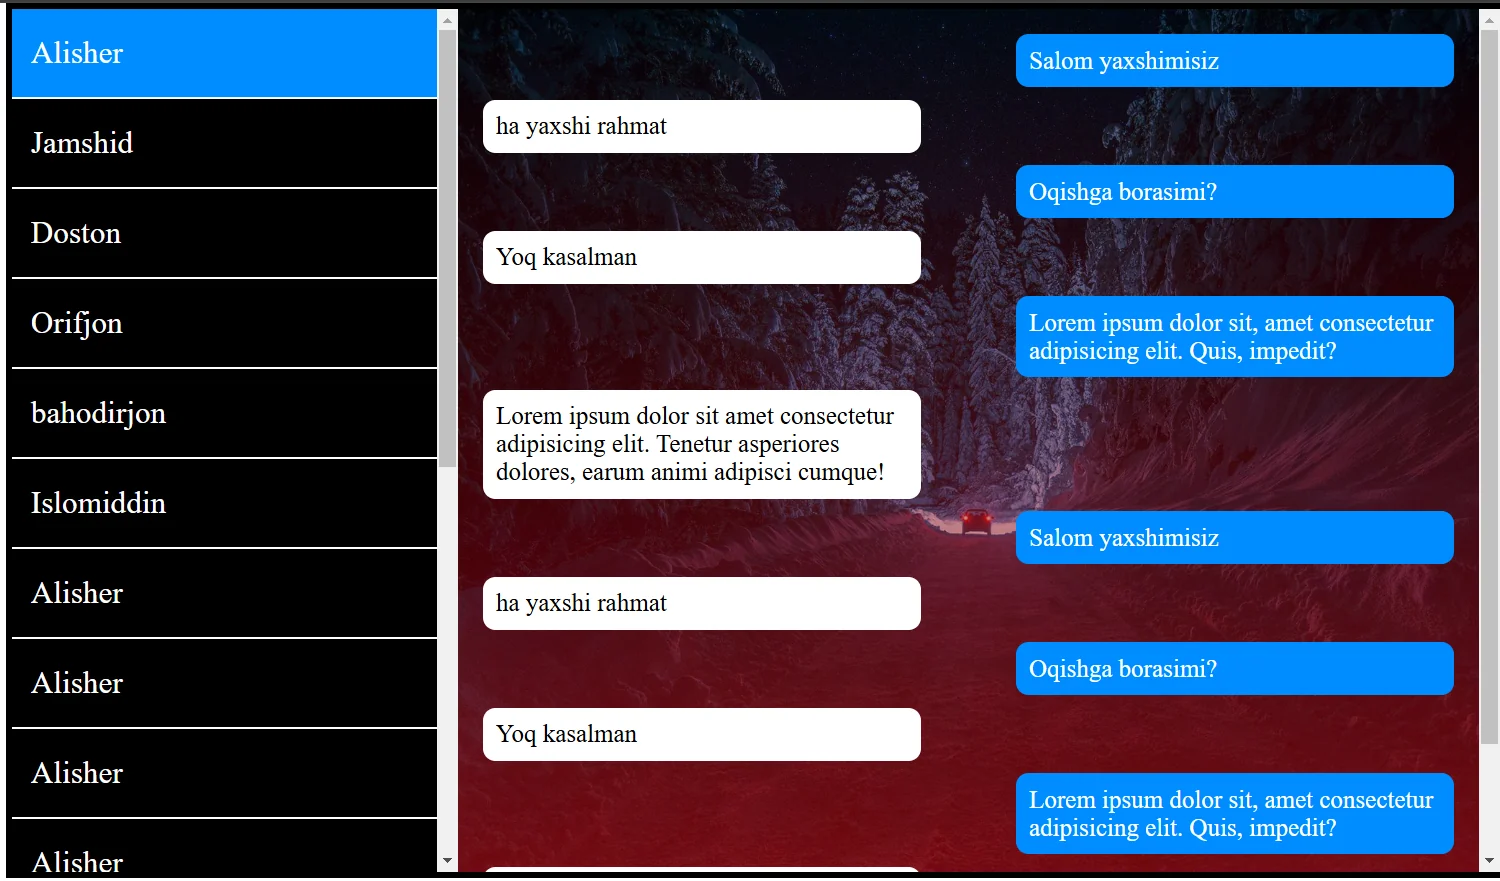 Alisher
Jamshid
Doston
Orifjon
bahodirjon
Islomiddin
Alisher
Alisher
Alisher
Alisher
Salom yaxshimisiz
ha yaxshi rahmat
Oqishga borasimi?
Yoq kasalman
Lorem ipsum dolor sit, amet consectetur
adipisicing elit. Quis, impedit?
Lorem ipsum dolor sit amet consectetur
adipisicing elit. Tenetur asperiores
dolores, earum animi adipisci cumque!
Salom yaxshimisiz
ha yaxshi rahmat
Oqishga borasimi?
Yoq kasalman
Lorem ipsum dolor sit, amet consectetur
adipisicing elit. Quis, impedit?